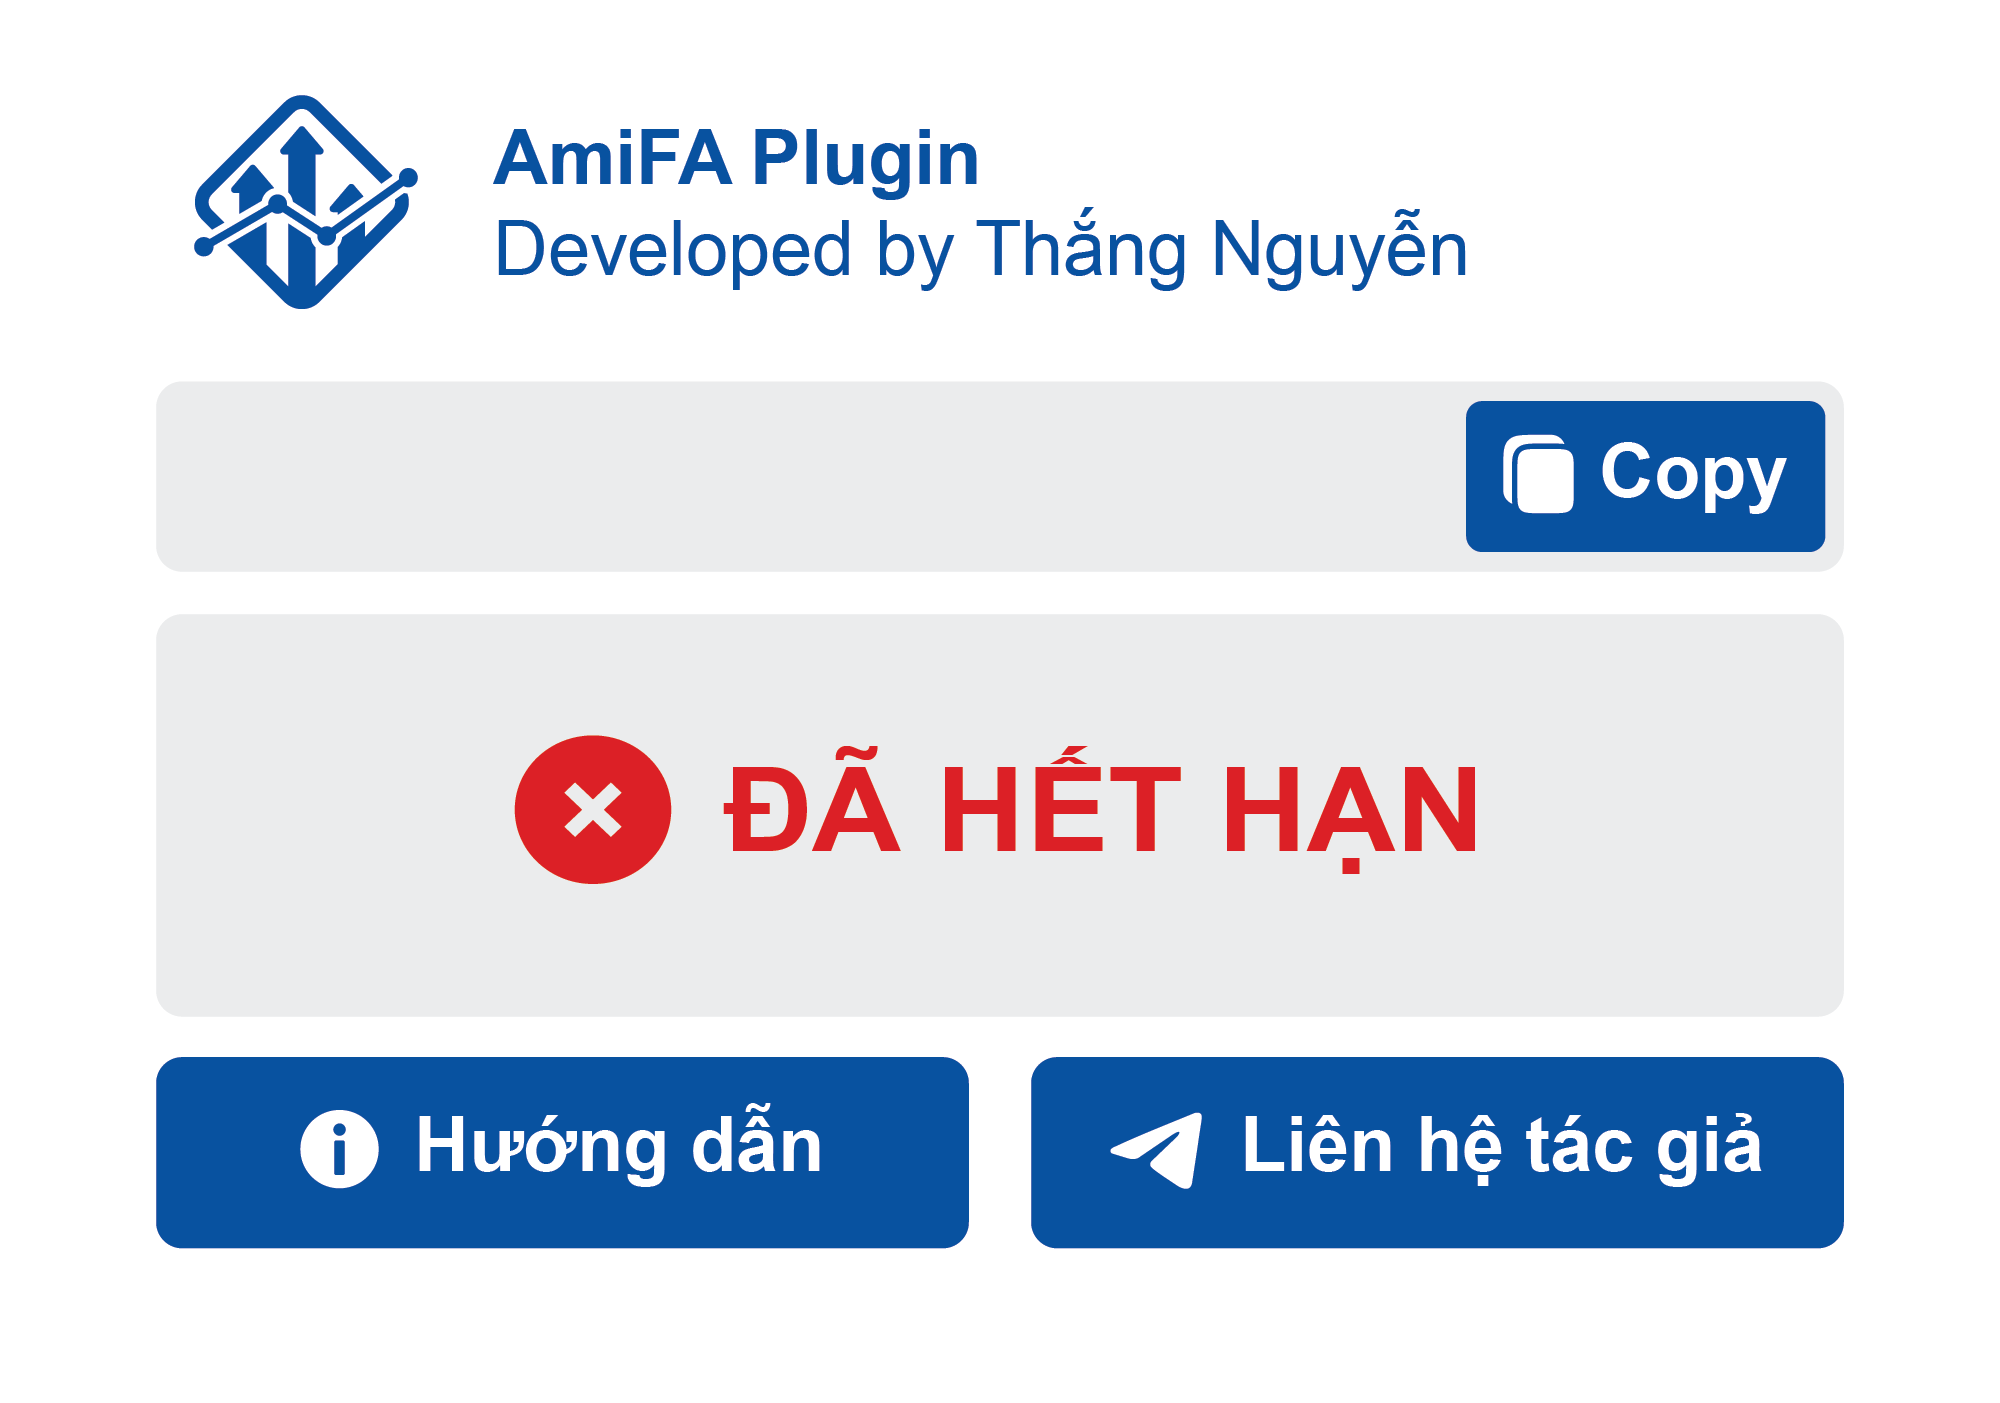 AmiFA Plugin
Developed by Thắng Nguyễn
Copy
ĐÃ HẾT HẠN
Hướng dẫn
Liên hệ tác giả